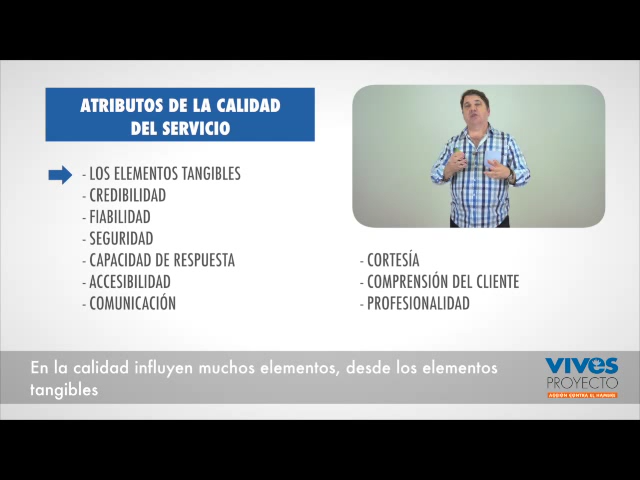 ATRIBUTOS DE LA CALIDAD
DEL SERVICIO
- LOS ELEMENTOS TANGIBLES
- CREDIBILIDAD
- FIABILIDAD
- SEGURIDAD
- CAPACIDAD DE RESPUESTA
- ACCESIBILIDAD
- COMUNICACIÓN
- CORTESÍA
- COMPRENSIÓN DEL CLIENTE
- PROFESIONALIDAD
En la calidad influyen muchos elementos, desde los elementos
tangibles
VIVES
PROYECTO
ACCIÓN CONTRA EL HAMBRE